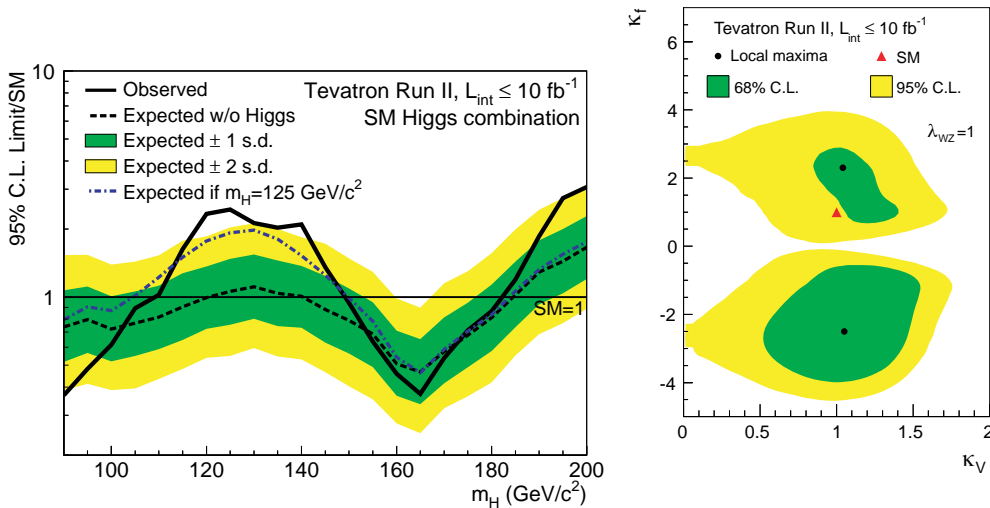 95% C.L. Limit/SM
10
1
Observed
Expected w/o Higgs
Expected ± 1 s.d.
Expected ± 2 s.d.
Expected if m_H=125 GeV/c²
Tevatron Run II, L_int ≤ 10 fb⁻¹
SM Higgs combination
SM=1
100 120 140 160 180 200
m_H (GeV/c²)
κ_f
6
4
2
0
-2
-4
Tevatron Run II, L_int ≤ 10 fb⁻¹
Local maxima
SM
68% C.L.
95% C.L.
λ_WZ=1
0 0.5 1 1.5 2
κ_V